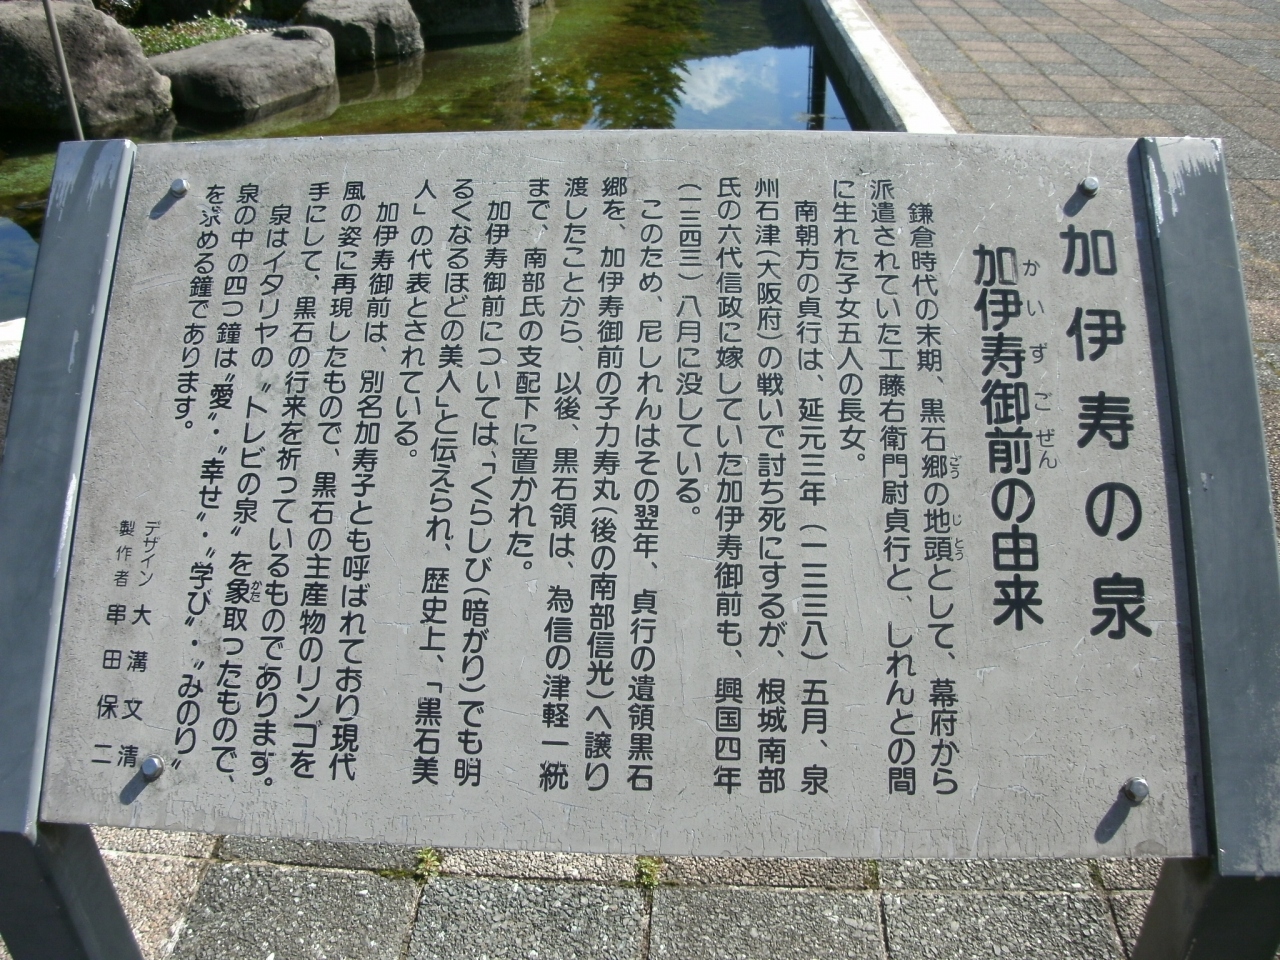 加伊寿の泉
加伊寿御前の由来
かいずごぜん
鎌倉時代の末期、黒石郷の地頭として、幕府から
ごう
じとう
派遣されていた工藤右衛門尉貞行と、しれんとの間
に生れた子女五人の長女。
南朝方の貞行は、延元三年(一三三八)五月、泉
州石津(大阪府)の戦いで討ち死にするが、根城南部
氏の六代信政に嫁していた加伊寿御前も、興国四年
(一三四三)八月に没している。
このため、尼しれんはその翌年、貞行の遺領黒石
郷を、加伊寿御前の子力寿丸(後の南部信光)へ譲り
渡したことから、以後、黒石領は、為信の津軽一統
まで、南部氏の支配下に置かれた。
加伊寿御前については、「くらしび(暗がり)でも明
るくなるほどの美人」と伝えられ、歴史上、「黒石美
人」の代表とされている。
加伊寿御前は、別名加寿子とも呼ばれており現代
風の姿に再現したもので、黒石の主産物のリンゴを
手にして、黒石の行来を祈っているものであります。
泉はイタリヤの〝トレビの泉〟を象取ったもので、
かた
泉の中の四つ鐘は〝愛〟・〝幸せ〟・〝学び〟・〝みのり〟
を求める鐘であります。
デザイン 大溝文清
製作者 串田保二